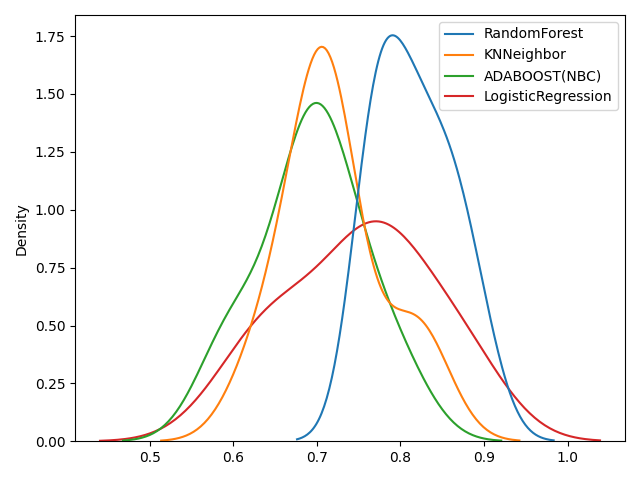 RandomForest
KNNeighbor
ADABOOST(NBC)
LogisticRegression
1.75
1.50
1.25
1.00
0.75
0.50
0.25
0.00
Density
0.5 0.6 0.7 0.8 0.9 1.0